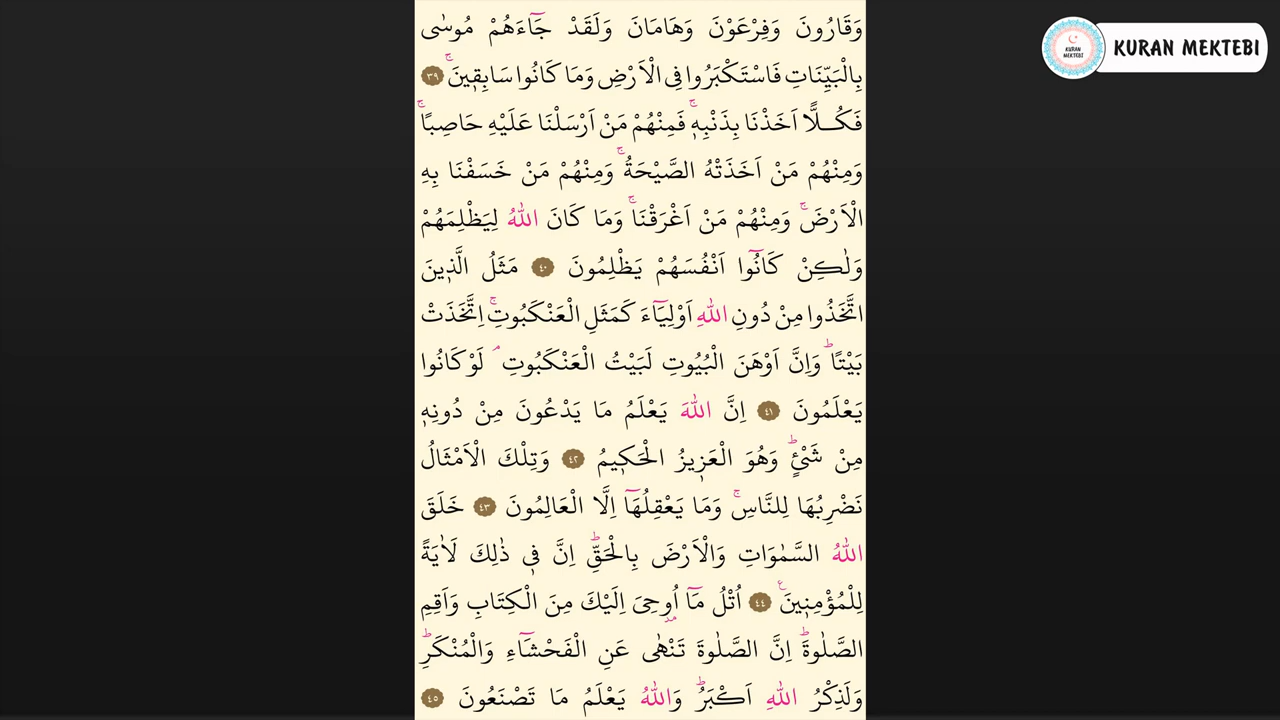 وَقَارُونَ وَفِرْعَوْنَ وَهَامَانَ وَلَقَدْ جَٓاءَهُمْ مُوسٰى
بِالْبَيِّنَاتِ فَاسْتَكْبَرُوا فِى الْاَرْضِ وَمَا كَانُوا سَابِق۪ينَۚ ﴿٣٩﴾
فَكُلًّا اَخَذْنَا بِذَنْبِه۪ۚ فَمِنْهُمْ مَنْ اَرْسَلْنَا عَلَيْهِ حَاصِبًاۚ
وَمِنْهُمْ مَنْ اَخَذَتْهُ الصَّيْحَةُۚ وَمِنْهُمْ مَنْ خَسَفْنَا بِهِ
الْاَرْضَۚ وَمِنْهُمْ مَنْ اَغْرَقْنَاۚ وَمَا كَانَ اللّٰهُ لِيَظْلِمَهُمْ
وَلٰكِنْ كَانُٓوا اَنْفُسَهُمْ يَظْلِمُونَ ﴿٤٠﴾ مَثَلُ الَّذ۪ينَ
اتَّخَذُوا مِنْ دُونِ اللّٰهِ اَوْلِيَٓاءَ كَمَثَلِ الْعَنْكَبُوتِۚ اِتَّخَذَتْ
بَيْتًاۜ وَاِنَّ اَوْهَنَ الْبُيُوتِ لَبَيْتُ الْعَنْكَبُوتِۢ لَوْ كَانُوا
يَعْلَمُونَ ﴿٤١﴾ اِنَّ اللّٰهَ يَعْلَمُ مَا يَدْعُونَ مِنْ دُونِه۪
مِنْ شَيْءٍۜ وَهُوَ الْعَز۪يزُ الْحَك۪يمُ ﴿٤٢﴾ وَتِلْكَ الْاَمْثَالُ
نَضْرِبُهَا لِلنَّاسِۚ وَمَا يَعْقِلُهَٓا اِلَّا الْعَالِمُونَ ﴿٤٣﴾ خَلَقَ
اللّٰهُ السَّمٰوَاتِ وَالْاَرْضَ بِالْحَقِّۜ اِنَّ ف۪ى ذٰلِكَ لَاٰيَةً
لِلْمُؤْمِن۪ينَ۟ ﴿٤٤﴾ اُتْلُ مَٓا اُو۫حِىَ اِلَيْكَ مِنَ الْكِتَابِ وَاَقِمِ
الصَّلٰوةَۜ اِنَّ الصَّلٰوةَ تَنْهٰى عَنِ الْفَحْشَٓاءِ وَالْمُنْكَرِۜ
وَلَذِكْرُ اللّٰهِ اَكْبَرُۜ وَاللّٰهُ يَعْلَمُ مَا تَصْنَعُونَ ﴿٤٥﴾
KURAN MEKTEBI
KURAN MEKTEBI